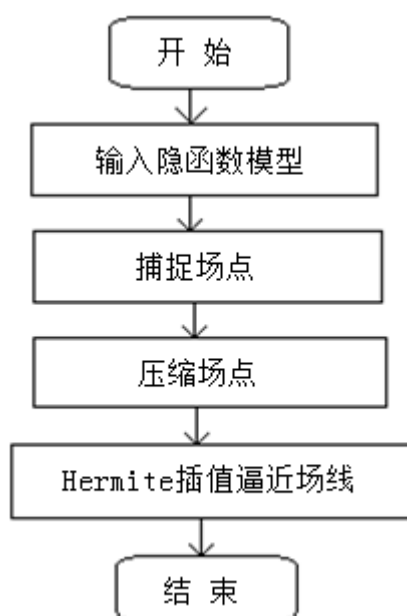 开 始
输入隐函数模型
捕捉场点
压缩场点
Hermite插值逼近场线
结 束